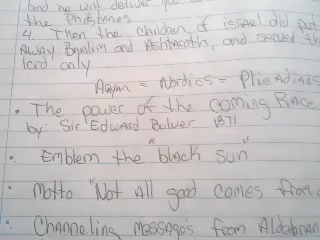 and he will deliver you
the Philistines
4. Then the children of israel did put
AWAY Baalim and Ashtaroth, and served the
lord only
Aryan = Nordics = Plieadians
• The power of the coming Race
by: Sir Edward Bulwer 1871
• Emblem the "black sun"
• Motto "Not All good comes from
• Channeling messages from Aldebran